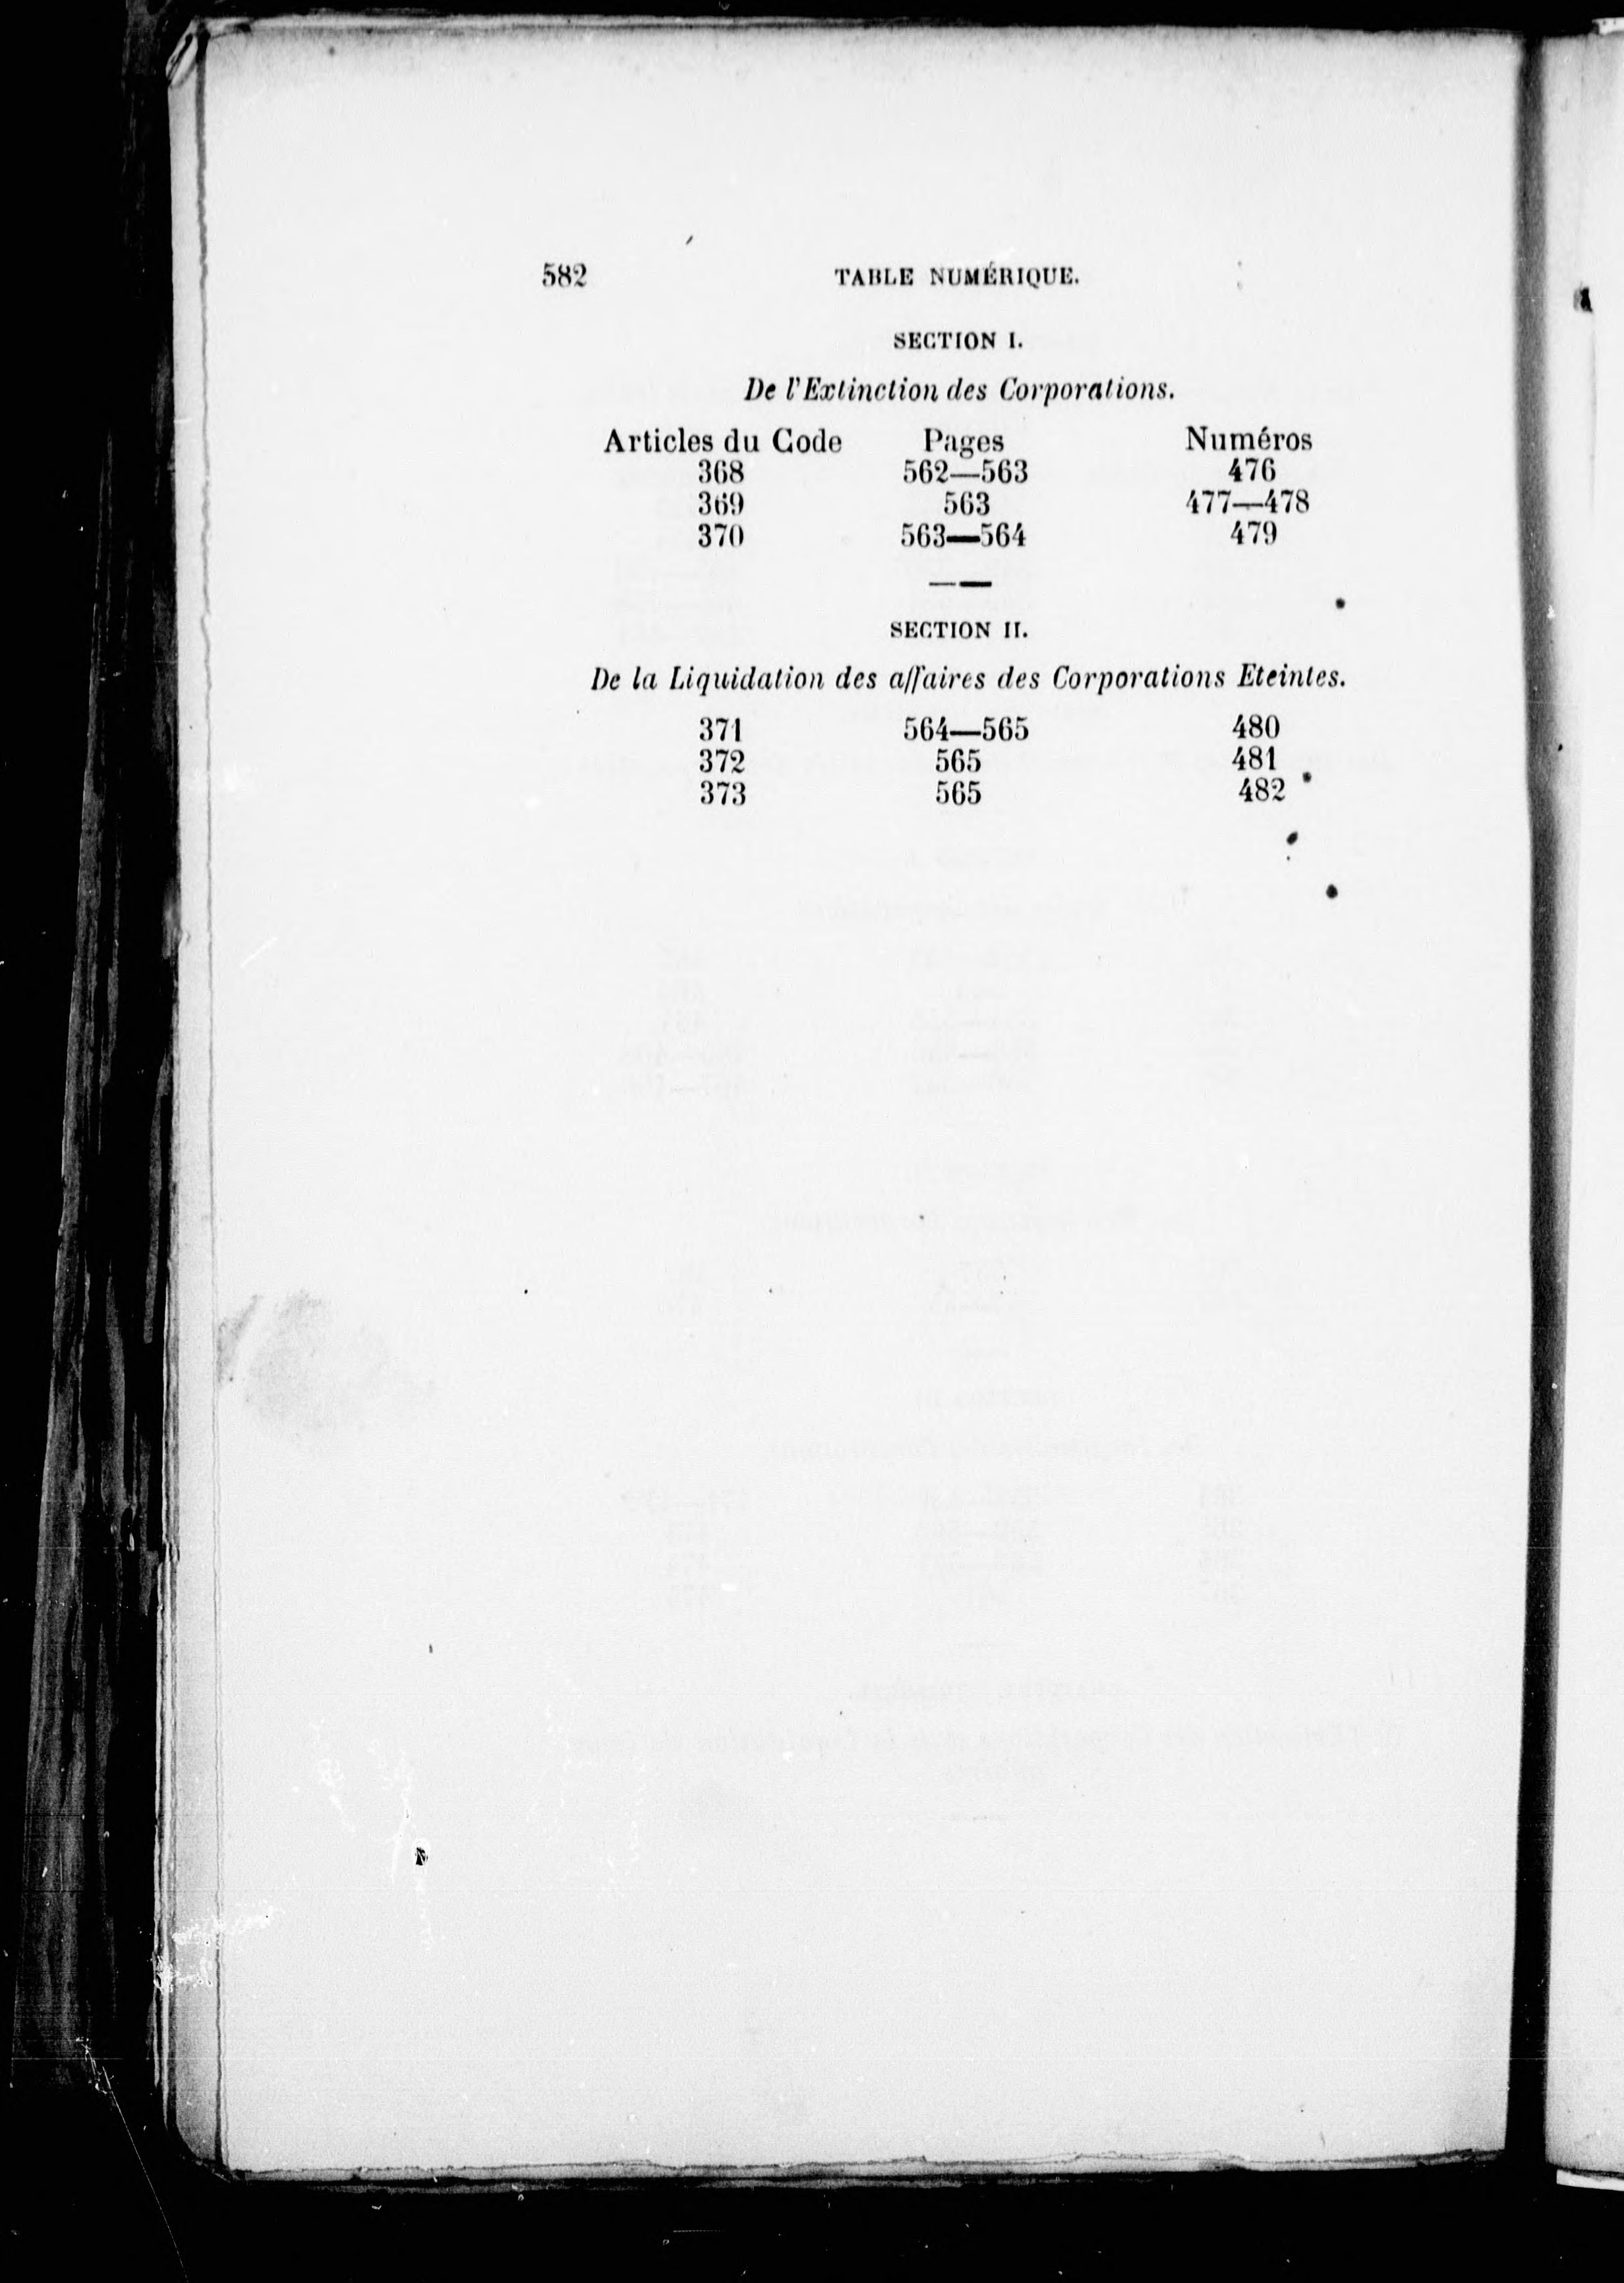 582 TABLE NUMÉRIQUE.
SECTION I.
De l'Extinction des Corporations.
Articles du Code Pages Numéros
368 562—563 476
369 563 477—478
370 563—564 479
SECTION II.
De la Liquidation des affaires des Corporations Eteintes.
371 564—565 480
372 565 481
373 565 482